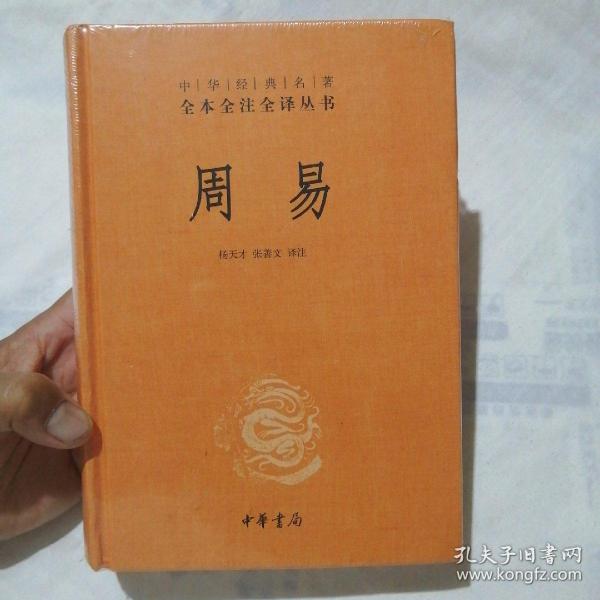 中|华|经|典|名|著
全本全注全译丛书
周易
杨天才 张善文 译注
中華書局
孔夫子旧书网
www.kongfz.com